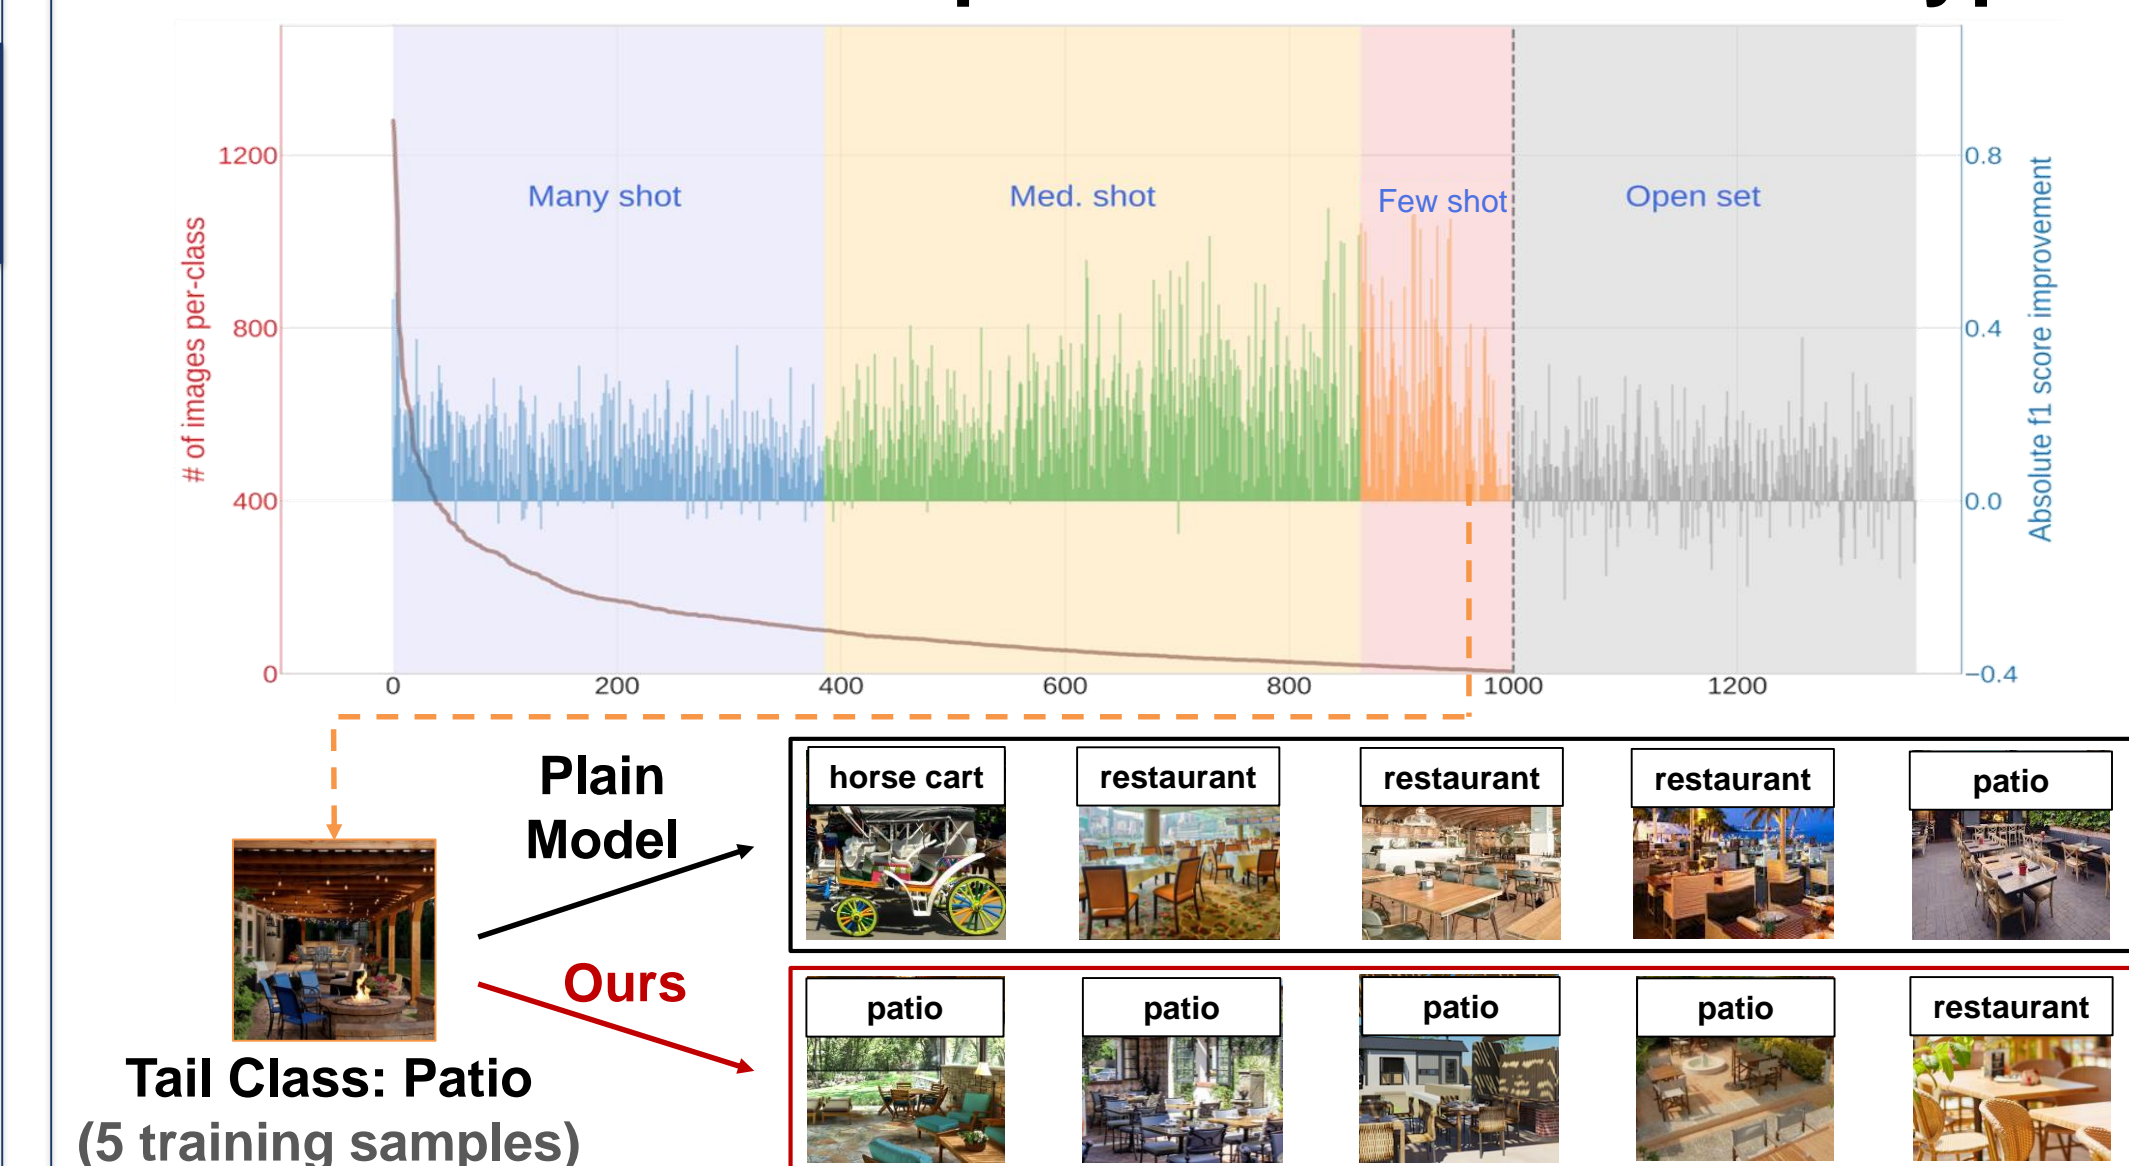 1200
800
400
0
# of images per-class
Many shot
Med. shot
Few shot
Open set
0.8
0.4
0.0
−0.4
Absolute f1 score improvement
0
200
400
600
800
1000
1200
Plain
Model
horse cart
restaurant
restaurant
restaurant
patio
Ours
patio
patio
patio
patio
restaurant
Tail Class: Patio
(5 training samples)